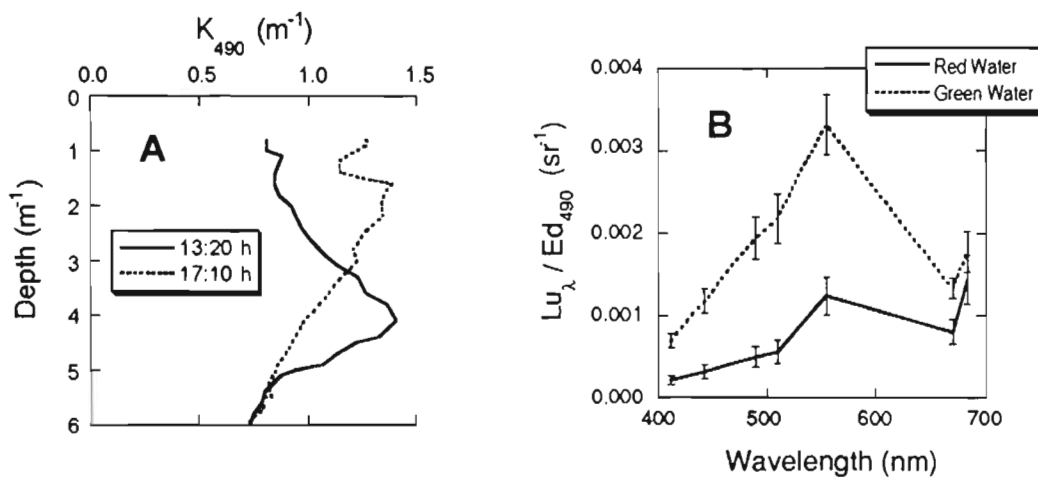 K490 (m-1)
0.0 0.5 1.0 1.5
0
1
2
3
4
5
6
Depth (m-1)
A
13:20 h
17:10 h
0.004
0.003
0.002
0.001
0.000
Luλ / Ed490 (sr-1)
B
Red Water
Green Water
400 500 600 700
Wavelength (nm)